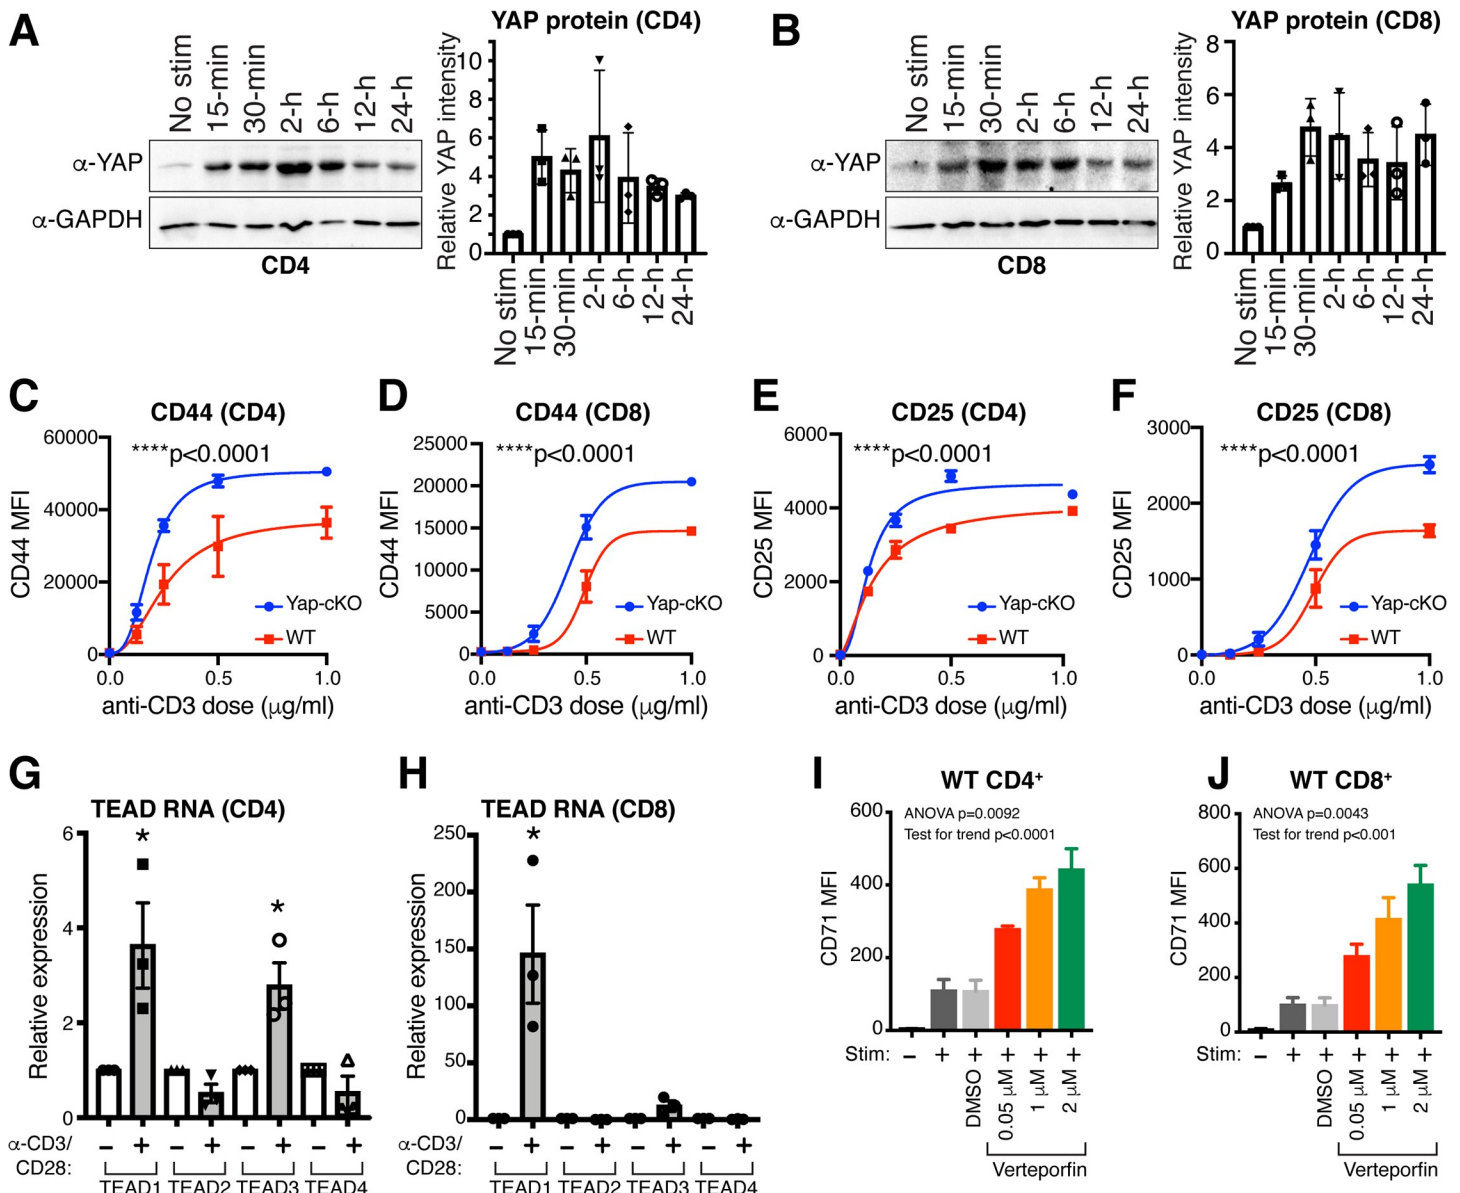 A
No stim
15-min
30-min
2-h
6-h
12-h
24-h
α-YAP
α-GAPDH
CD4
YAP protein (CD4)
Relative YAP intensity
10
8
6
4
2
0
No stim
15-min
30-min
2-h
6-h
12-h
24-h
B
No stim
15-min
30-min
2-h
6-h
12-h
24-h
α-YAP
α-GAPDH
CD8
YAP protein (CD8)
Relative YAP intensity
8
6
4
2
0
No stim
15-min
30-min
2-h
6-h
12-h
24-h
C
CD44 (CD4)
****p<0.0001
CD44 MFI
60000
40000
20000
0
Yap-cKO
WT
0.0
0.5
1.0
anti-CD3 dose (μg/ml)
D
CD44 (CD8)
****p<0.0001
CD44 MFI
25000
20000
15000
10000
5000
0
Yap-cKO
WT
0.0
0.5
1.0
anti-CD3 dose (μg/ml)
E
CD25 (CD4)
****p<0.0001
CD25 MFI
6000
4000
2000
0
Yap-cKO
WT
0.0
0.5
1.0
anti-CD3 dose (μg/ml)
F
CD25 (CD8)
****p<0.0001
CD25 MFI
3000
2000
1000
0
Yap-cKO
WT
0.0
0.5
1.0
anti-CD3 dose (μg/ml)
G
TEAD RNA (CD4)
Relative expression
6
4
2
0
*
*
α-CD3/
CD28:
− + − + − + − +
TEAD1 TEAD2 TEAD3 TEAD4
H
TEAD RNA (CD8)
Relative expression
250
200
150
100
50
0
*
α-CD3/
CD28:
− + − + − + − +
TEAD1 TEAD2 TEAD3 TEAD4
I
WT CD4+
ANOVA p=0.0092
Test for trend p<0.0001
CD71 MFI
600
400
200
0
Stim: − + + + + +
DMSO
0.05 μM
1 μM
2 μM
Verteporfin
J
WT CD8+
ANOVA p=0.0043
Test for trend p<0.001
CD71 MFI
800
600
400
200
0
Stim: − + + + + +
DMSO
0.05 μM
1 μM
2 μM
Verteporfin